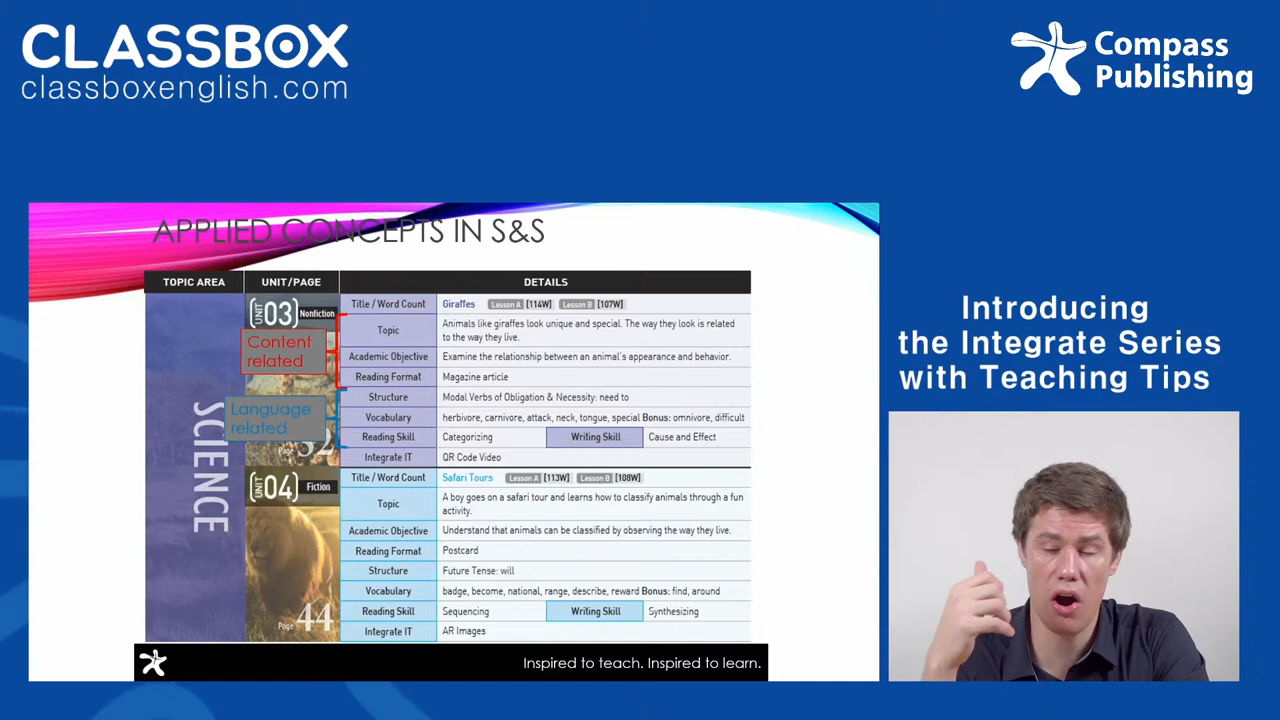 CLASSBOX
classboxenglish.com
Compass
Publishing
APPLIED CONCEPTS IN S&S
TOPIC AREA UNIT/PAGE DETAILS
SCIENCE
UNIT 03 Nonfiction
Content
related
Language
related
Page 32
Title / Word Count Giraffes Lesson A [114W] Lesson B [107W]
Topic Animals like giraffes look unique and special. The way they look is related
to the way they live.
Academic Objective Examine the relationship between an animal's appearance and behavior.
Reading Format Magazine article
Structure Modal Verbs of Obligation & Necessity: need to
Vocabulary herbivore, carnivore, attack, neck, tongue, special Bonus: omnivore, difficult
Reading Skill Categorizing Writing Skill Cause and Effect
Integrate IT QR Code Video
UNIT 04 Fiction
Page 44
Title / Word Count Safari Tours Lesson A [113W] Lesson B [108W]
Topic A boy goes on a safari tour and learns how to classify animals through a fun
activity.
Academic Objective Understand that animals can be classified by observing the way they live.
Reading Format Postcard
Structure Future Tense: will
Vocabulary badge, become, national, range, describe, reward Bonus: find, around
Reading Skill Sequencing Writing Skill Synthesizing
Integrate IT AR Images
Inspired to teach. Inspired to learn.
Introducing
the Integrate Series
with Teaching Tips